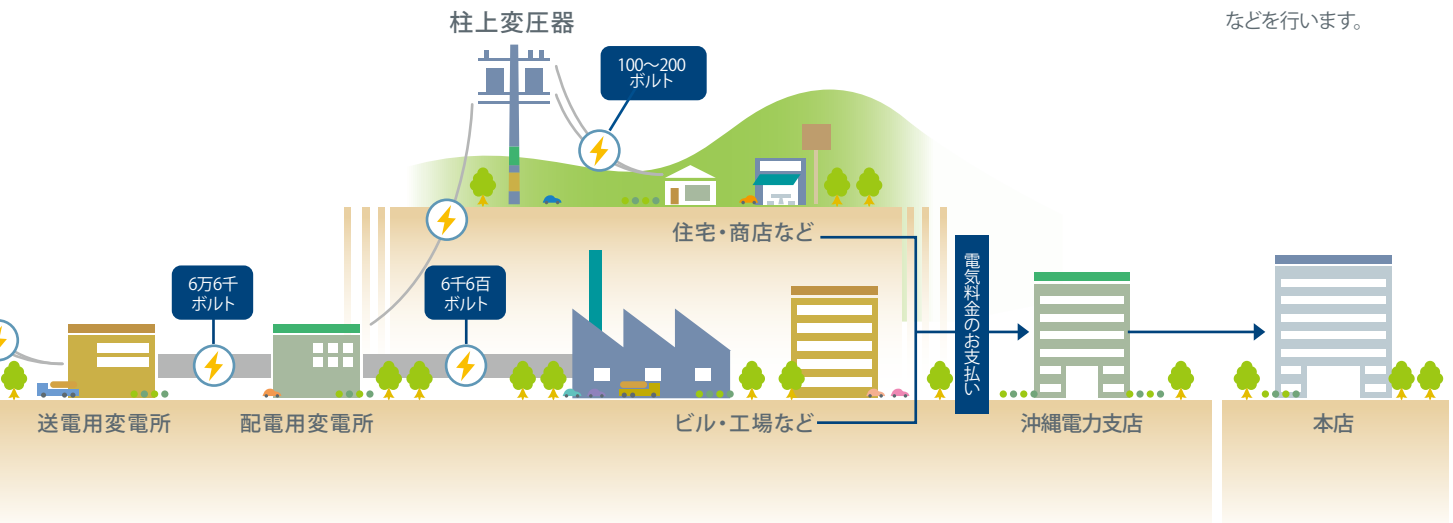 などを行います。
柱上変圧器
100〜200
ボルト
住宅・商店など
6万6千
ボルト
6千6百
ボルト
電気料金のお支払い
送電用変電所
配電用変電所
ビル・工場など
沖縄電力支店
本店